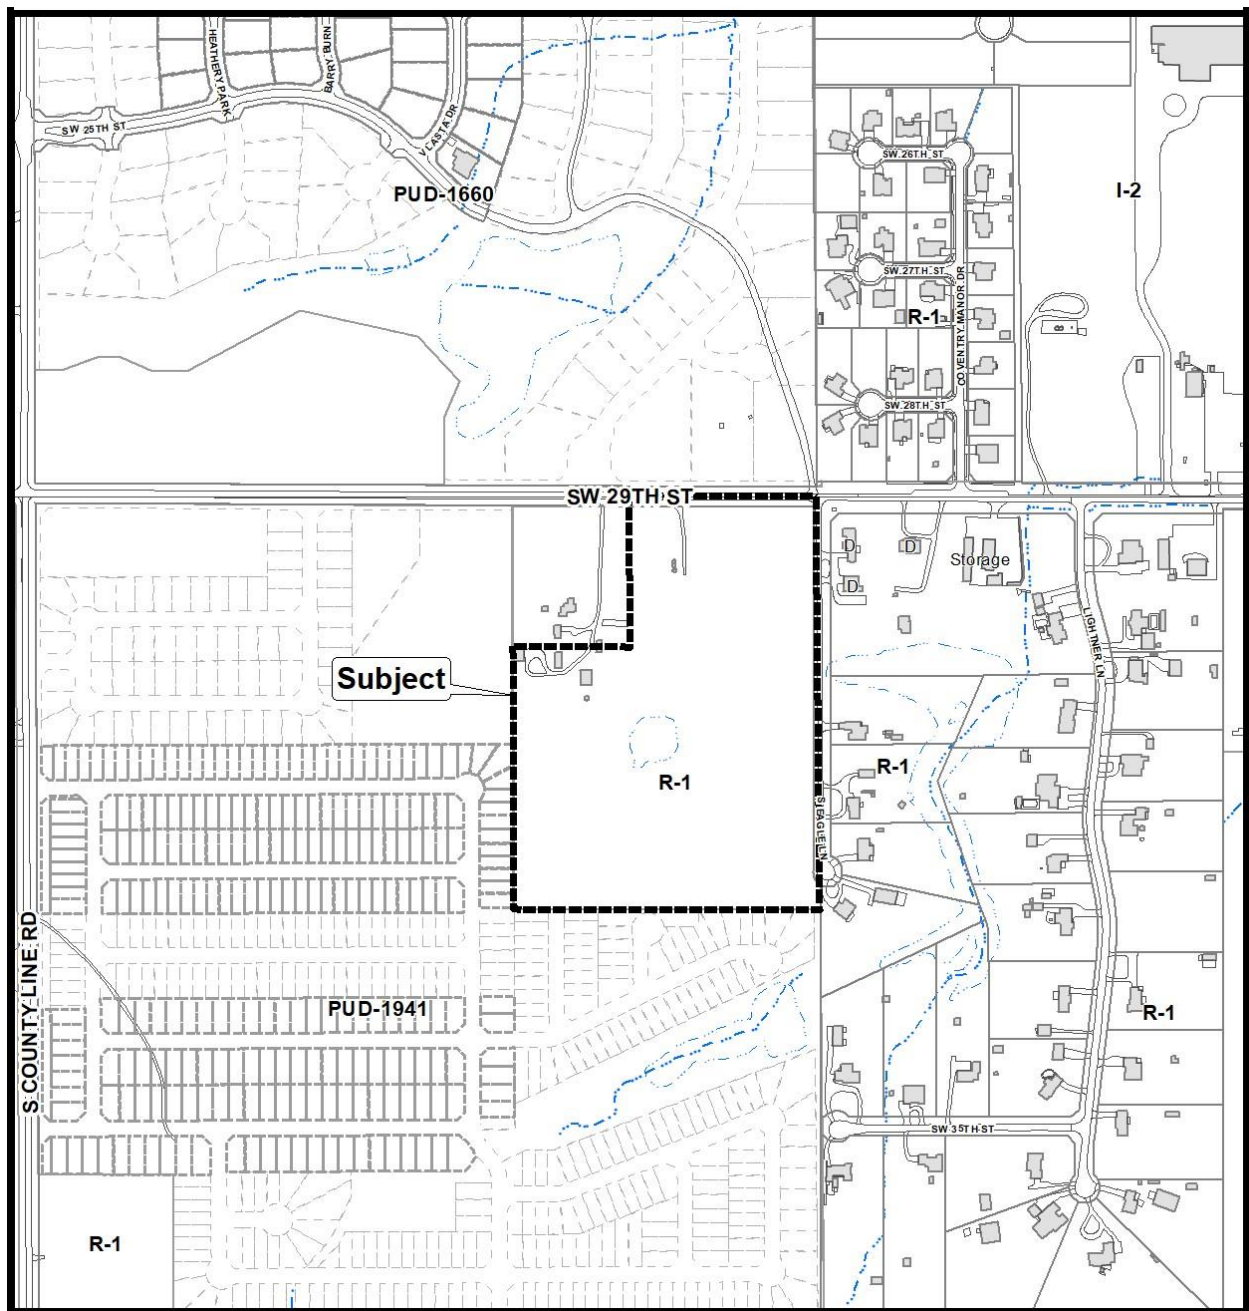 HEATHERY PARK
BARRY BURN
SW 25TH ST
VLASTA DR
PUD-1660
SW 26TH ST
I-2
SW 27TH ST
COVENTRY MANOR DR
R-1
SW 28TH ST
SW 29TH ST
D
D
Storage
D
LIGHTNER LN
Subject
R-1
R-1
S EAGLE LN
S COUNTY LINE RD
PUD-1941
R-1
SW 35TH ST
R-1